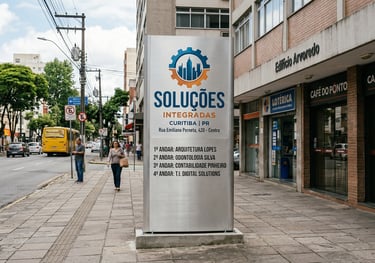 SOLUÇÕES
INTEGRADAS
CURITIBA | PR
Rua Emiliano Perneta, 420 - Centro
1º ANDAR: ARQUITETURA LOPES
2º ANDAR: ODONTOLOGIA SILVA
3º ANDAR: CONTABILIDADE PINHEIRO
4º ANDAR: T.I. DIGITAL SOLUTIONS
Edifício Arvoredo
LOTÉRICA
CAFÉ DO PONTO